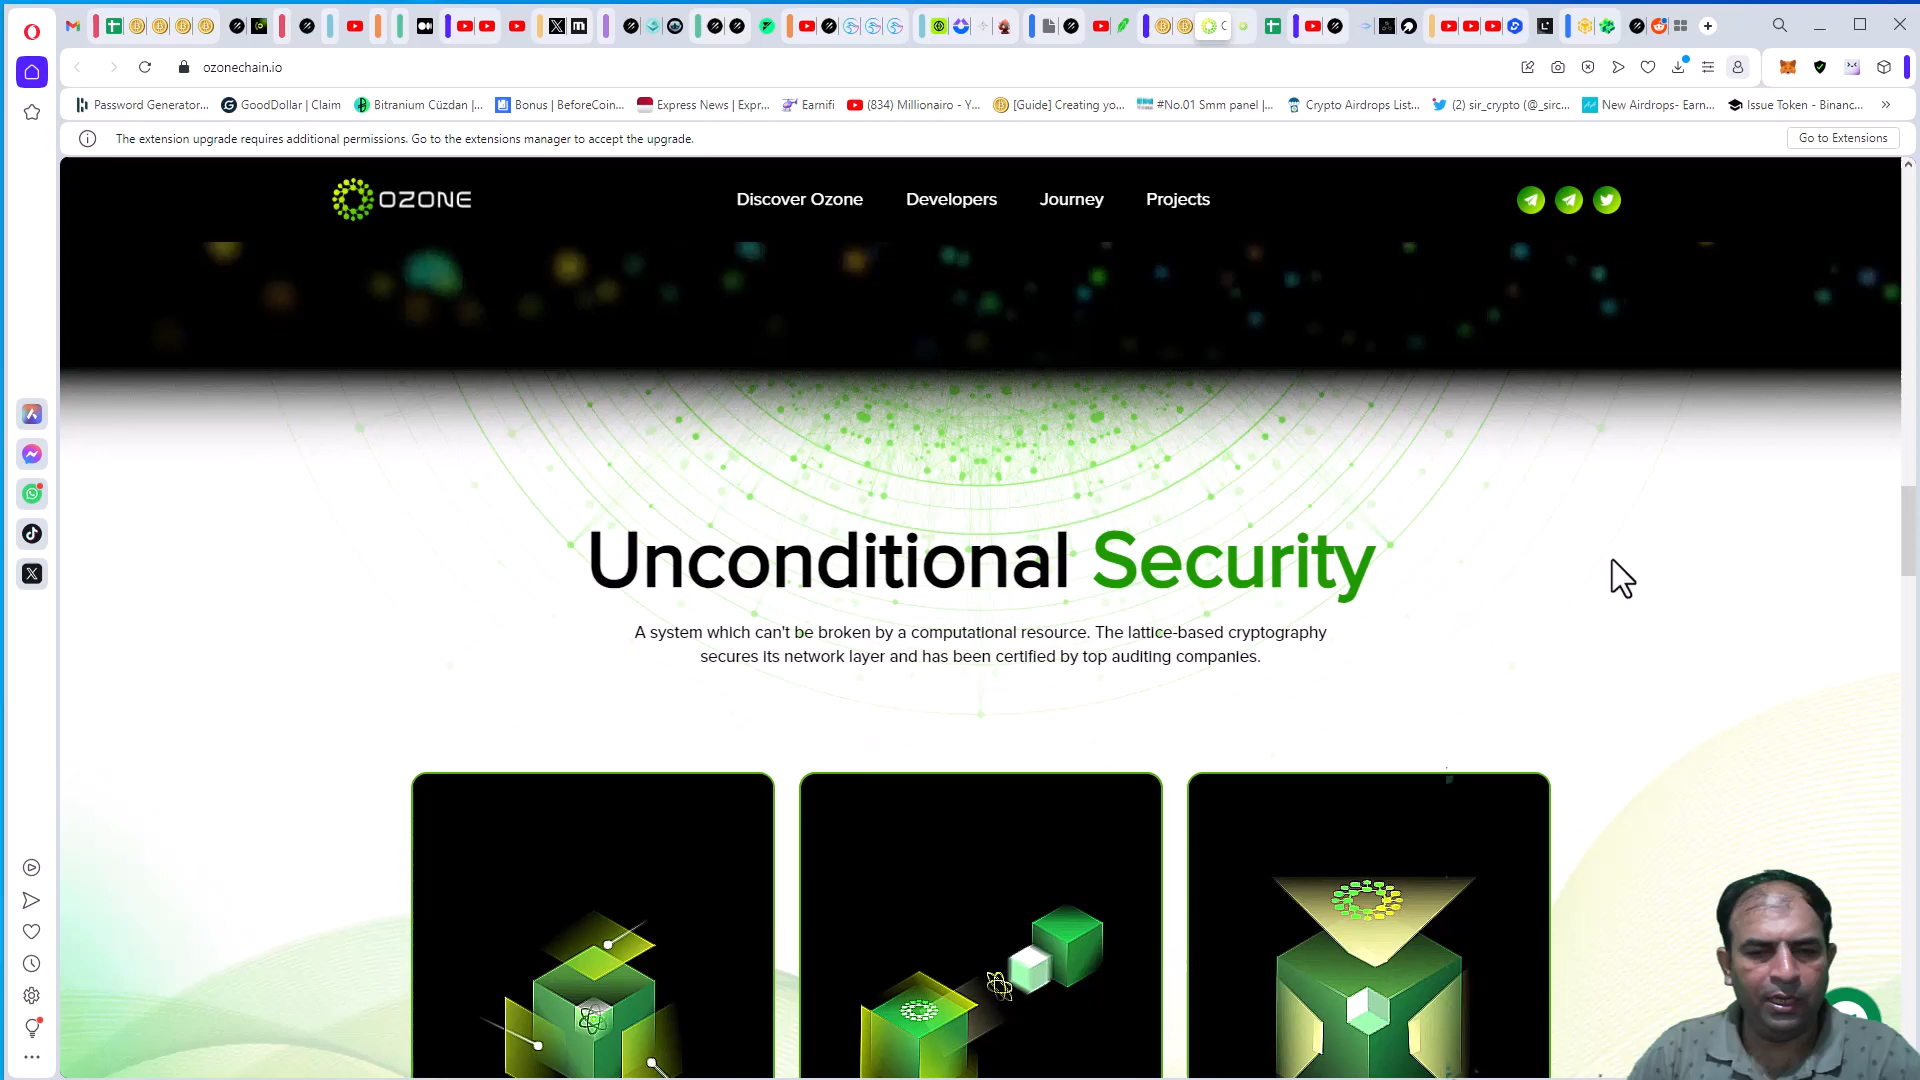 ozonechain.io
Password Generator...
GoodDollar | Claim
Bitranium Cüzdan |...
Bonus | BeforeCoin...
Express News | Expr...
Earnifi
(834) Millionairo - Y...
[Guide] Creating yo...
#No.01 Smm panel |...
Crypto Airdrops List...
(2) sir_crypto (@_sirc...
New Airdrops- Earn...
Issue Token - Binanc...
The extension upgrade requires additional permissions. Go to the extensions manager to accept the upgrade.
Go to Extensions
OZONE
Discover Ozone
Developers
Journey
Projects
Unconditional Security
A system which can't be broken by a computational resource. The lattice-based cryptography
secures its network layer and has been certified by top auditing companies.